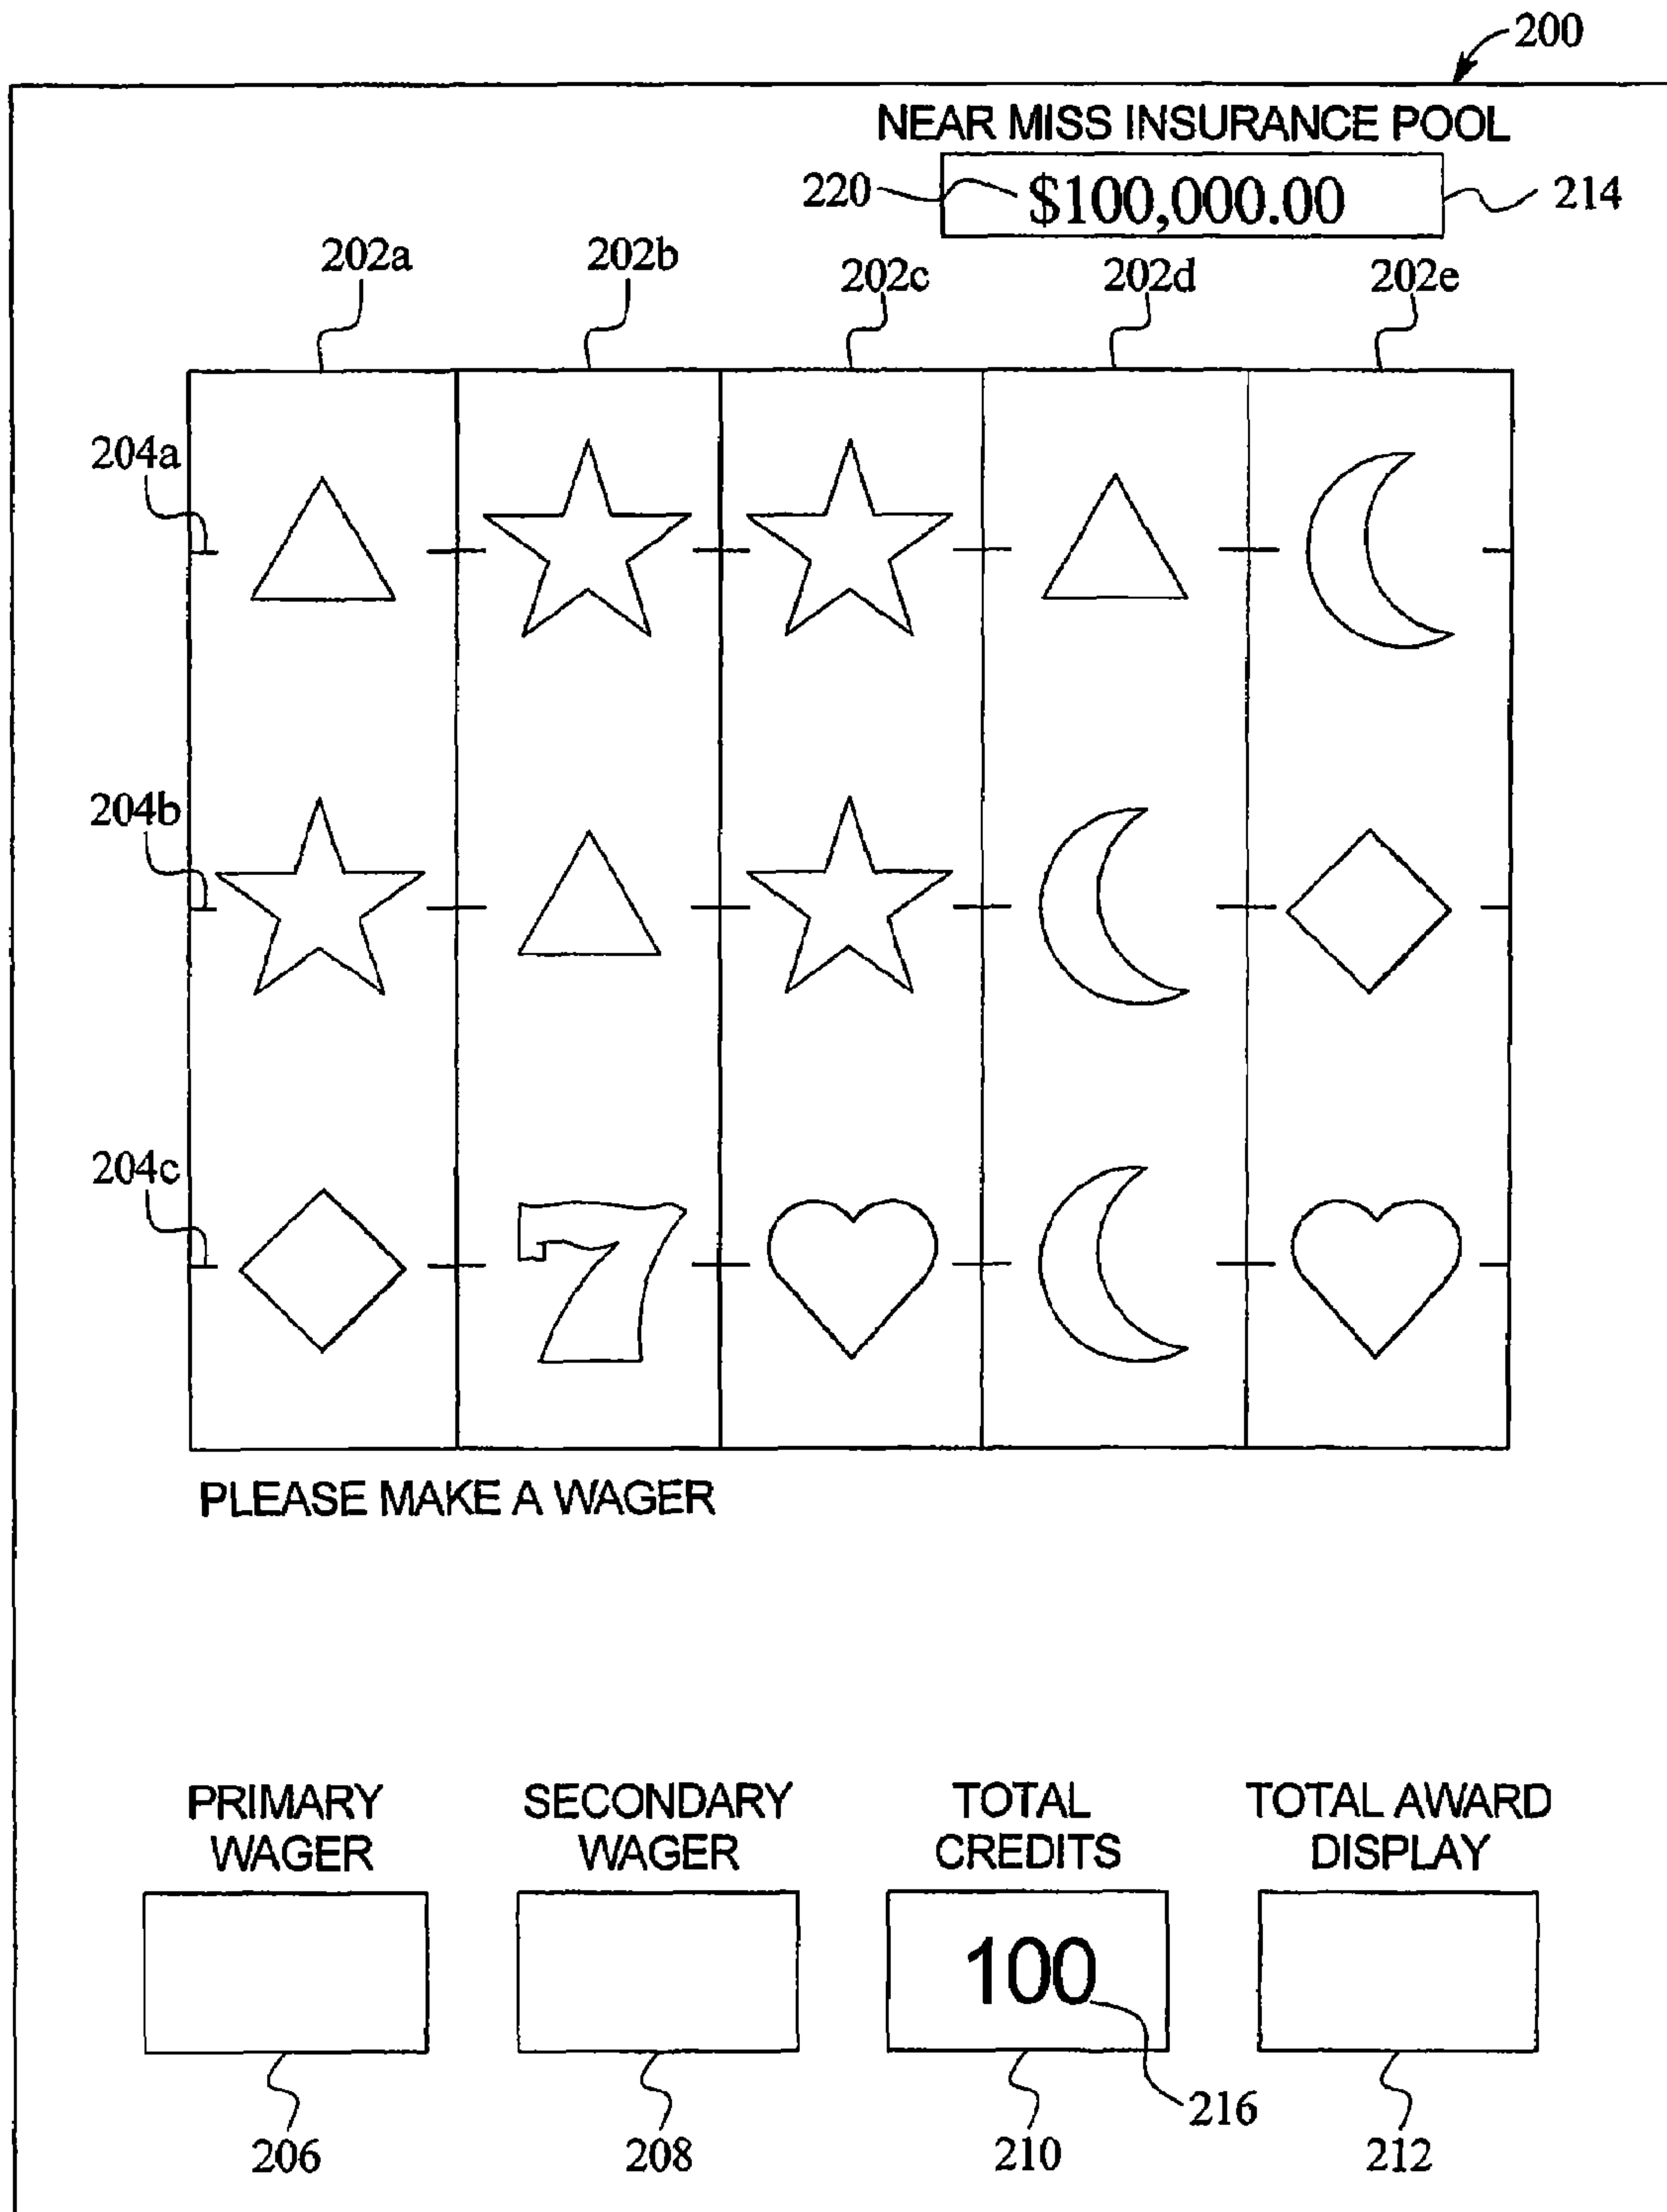 200
NEAR MISS INSURANCE POOL
220 $100,000.00 214
202a 202b 202c 202d 202e
204a
204b
204c
7
PLEASE MAKE A WAGER
PRIMARY WAGER
SECONDARY WAGER
TOTAL CREDITS
TOTAL AWARD DISPLAY
100
216
206 208 210 212